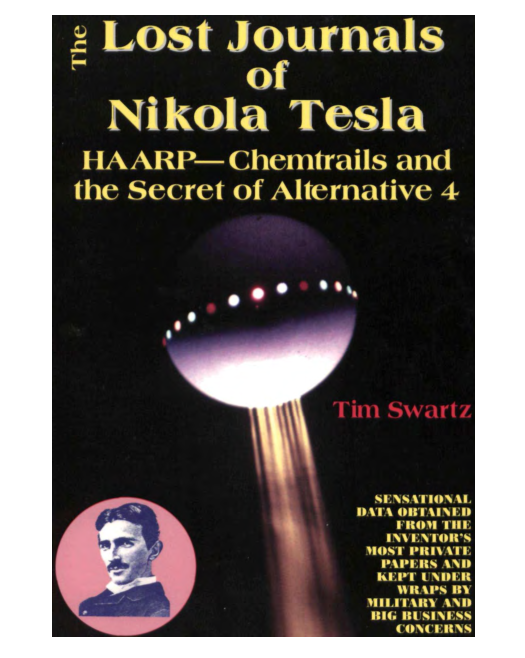 The Lost Journals
of
Nikola Tesla
HAARP—Chemtrails and
the Secret of Alternative 4
Tim Swartz
SENSATIONAL
DATA OBTAINED
FROM THE
INVENTOR'S
MOST PRIVATE
PAPERS AND
KEPT UNDER
WRAPS BY
MILITARY AND
BIG BUSINESS
CONCERNS